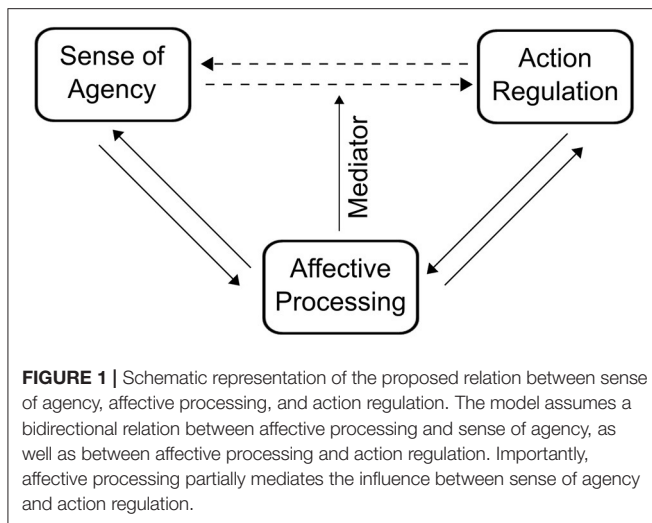 Sense of
Agency
Action
Regulation
Mediator
Affective
Processing
FIGURE 1 | Schematic representation of the proposed relation between sense
of agency, affective processing, and action regulation. The model assumes a
bidirectional relation between affective processing and sense of agency, as
well as between affective processing and action regulation. Importantly,
affective processing partially mediates the influence between sense of agency
and action regulation.